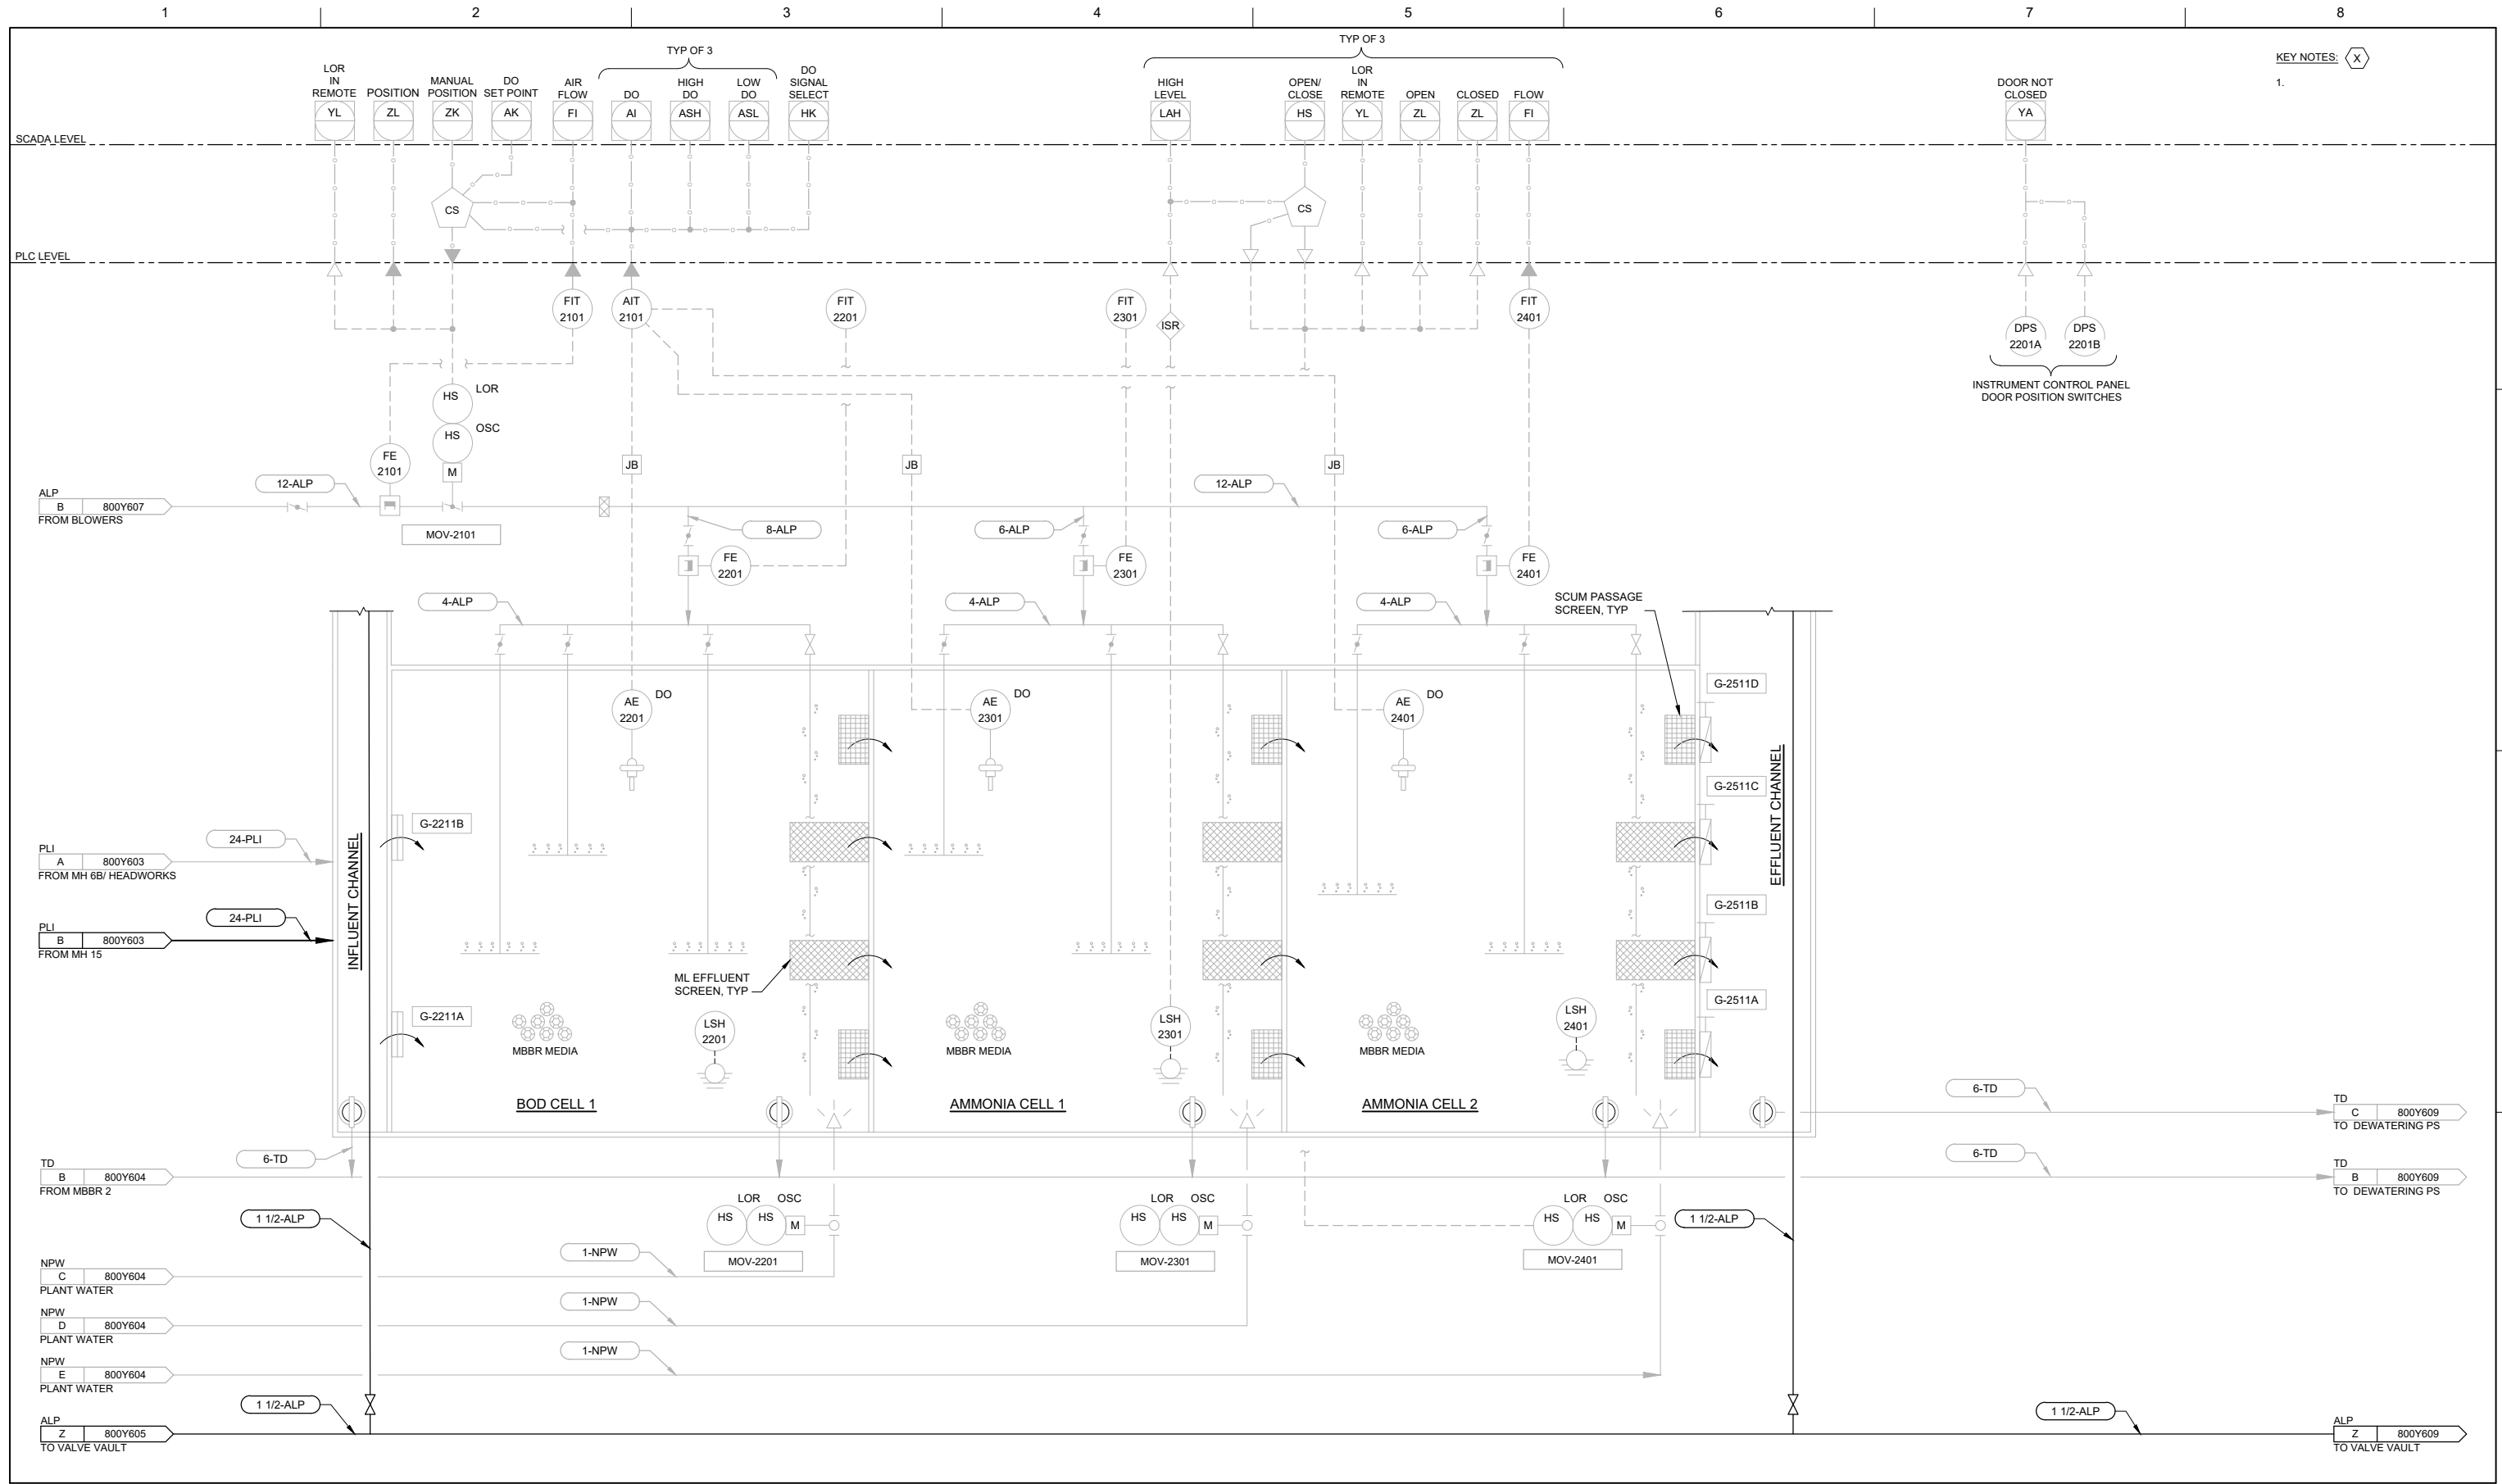 1 2 3 4 5 6 7 8
TYP OF 3
TYP OF 3
KEY NOTES: X
1.
LOR
IN
REMOTE
YL
POSITION
ZL
MANUAL
POSITION
ZK
DO
SET POINT
AK
AIR
FLOW
FI
DO
AI
HIGH
DO
ASH
LOW
DO
ASL
DO
SIGNAL
SELECT
HK
HIGH
LEVEL
LAH
OPEN/
CLOSE
HS
LOR
IN
REMOTE
YL
OPEN
ZL
CLOSED
ZL
FLOW
FI
DOOR NOT
CLOSED
YA
SCADA LEVEL
CS
CS
PLC LEVEL
FIT
2101
AIT
2101
FIT
2201
FIT
2301
ISR
FIT
2401
DPS
2201A
DPS
2201B
INSTRUMENT CONTROL PANEL
DOOR POSITION SWITCHES
HS
LOR
HS
OSC
M
FE
2101
JB
JB
JB
12-ALP
12-ALP
ALP
B 800Y607
FROM BLOWERS
MOV-2101
8-ALP
6-ALP
6-ALP
FE
2201
FE
2301
FE
2401
4-ALP
4-ALP
4-ALP
SCUM PASSAGE
SCREEN, TYP
AE
2201
DO
AE
2301
DO
AE
2401
DO
G-2511D
G-2511C
G-2511B
G-2511A
EFFLUENT CHANNEL
INFLUENT CHANNEL
G-2211B
G-2211A
24-PLI
PLI
A 800Y603
FROM MH 6B/ HEADWORKS
24-PLI
PLI
B 800Y603
FROM MH 15
ML EFFLUENT
SCREEN, TYP
MBBR MEDIA
MBBR MEDIA
MBBR MEDIA
LSH
2201
LSH
2301
LSH
2401
BOD CELL 1
AMMONIA CELL 1
AMMONIA CELL 2
6-TD
TD
C 800Y609
TO DEWATERING PS
6-TD
TD
B 800Y604
FROM MBBR 2
6-TD
TD
B 800Y609
TO DEWATERING PS
LOR OSC
HS HS M
MOV-2201
LOR OSC
HS HS M
MOV-2301
LOR OSC
HS HS M
MOV-2401
1 1/2-ALP
1 1/2-ALP
NPW
C 800Y604
PLANT WATER
1-NPW
NPW
D 800Y604
PLANT WATER
1-NPW
NPW
E 800Y604
PLANT WATER
1-NPW
1 1/2-ALP
1 1/2-ALP
ALP
Z 800Y605
TO VALVE VAULT
ALP
Z 800Y609
TO VALVE VAULT